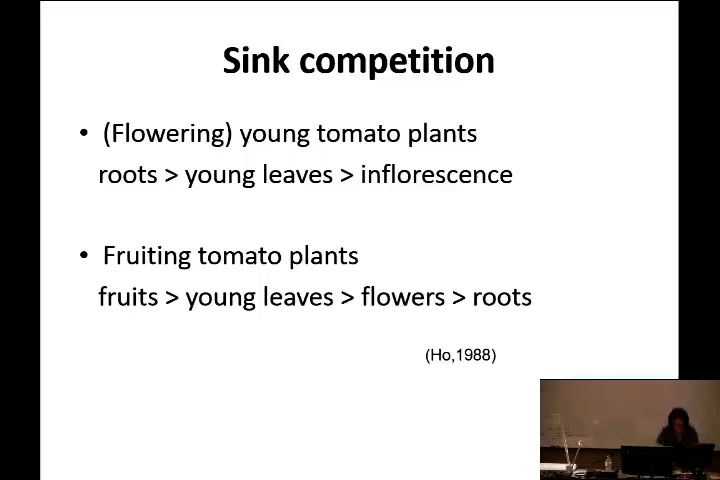 Sink competition
• (Flowering) young tomato plants
roots > young leaves > inflorescence
• Fruiting tomato plants
fruits > young leaves > flowers > roots
(Ho,1988)